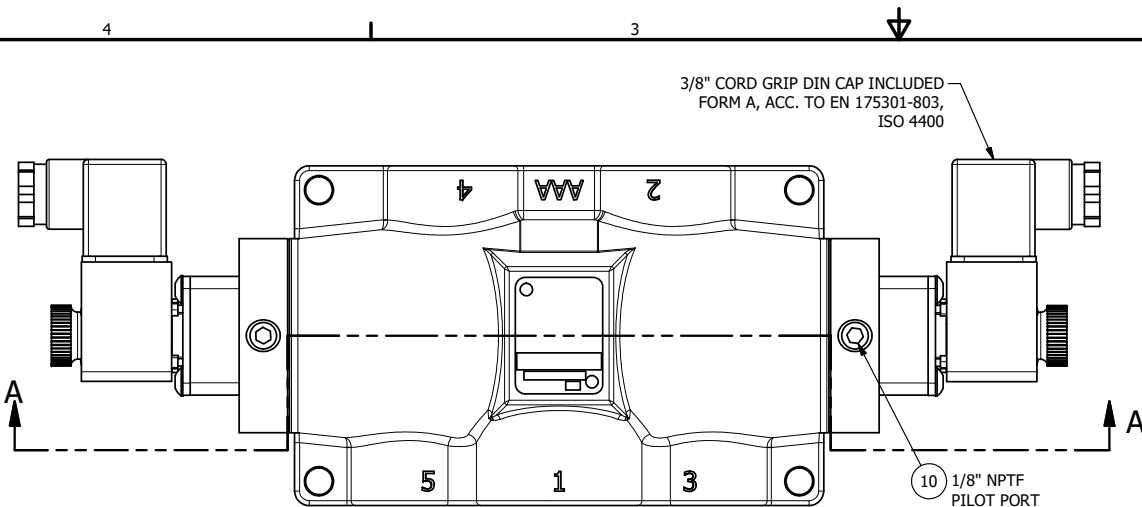 4 3
3/8" CORD GRIP DIN CAP INCLUDED
FORM A, ACC. TO EN 175301-803,
ISO 4400
4 AAA 2
A A
5 1 3
10 1/8" NPTF
PILOT PORT